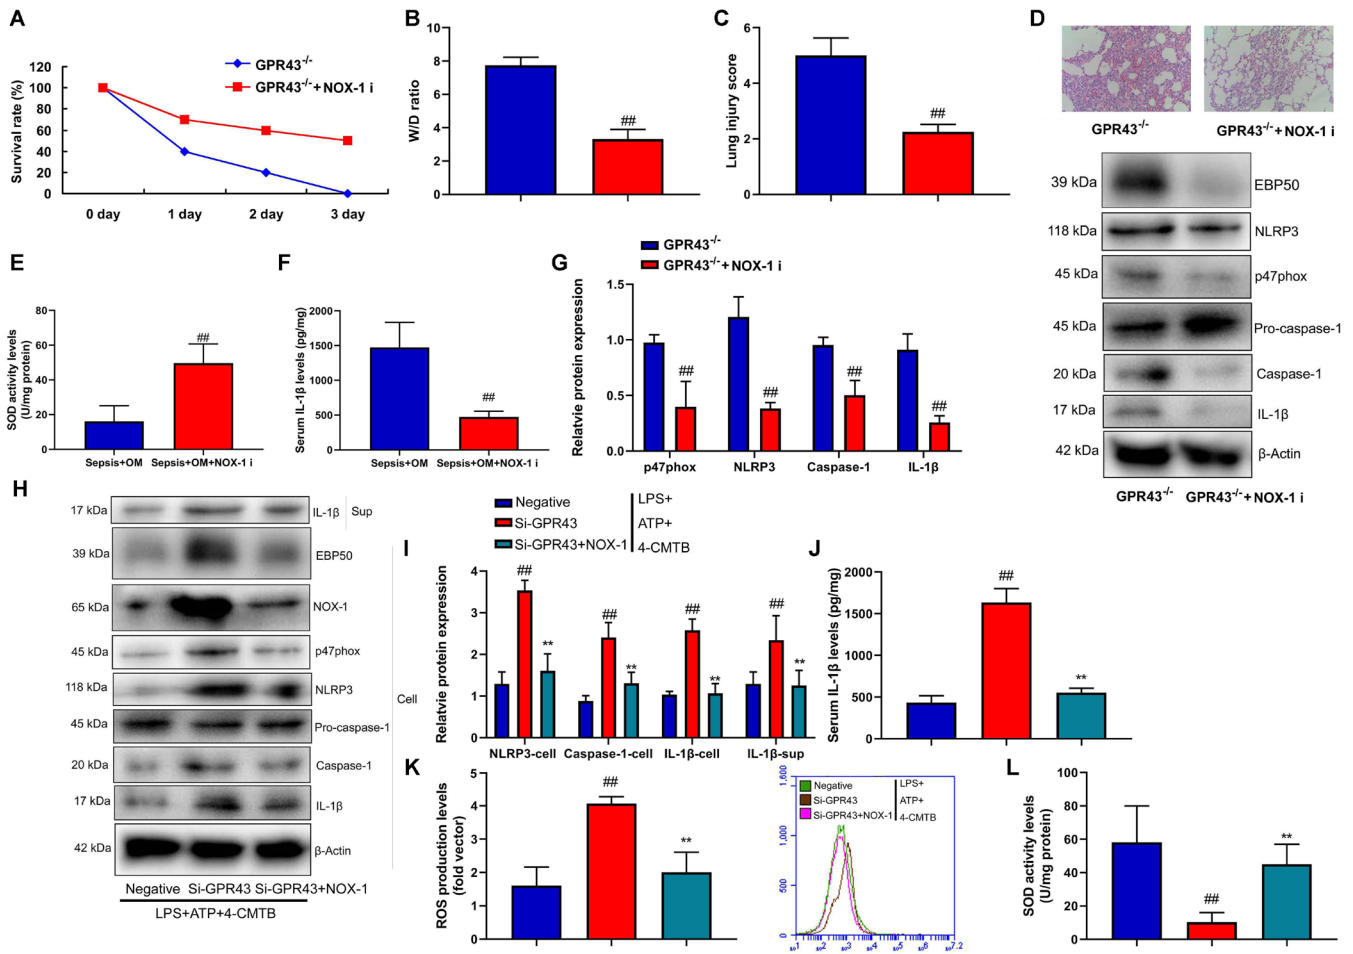 A
Survival rate (%)
120
100
80
60
40
20
0
0 day 1 day 2 day 3 day
GPR43-/-
GPR43-/-+NOX-1 i
B
W/D ratio
10
8
6
4
2
0
##
C
Lung injury score
6
4
2
0
##
D
GPR43-/- GPR43-/-+NOX-1 i
39 kDa EBP50
118 kDa NLRP3
45 kDa p47phox
45 kDa Pro-caspase-1
20 kDa Caspase-1
17 kDa IL-1β
42 kDa β-Actin
GPR43-/- GPR43-/-+NOX-1 i
E
SOD activity levels
(U/mg protein)
80
60
40
20
0
##
Sepsis+OM Sepsis+OM+NOX-1 i
F
Serum IL-1β levels (pg/mg)
2000
1500
1000
500
0
##
Sepsis+OM Sepsis+OM+NOX-1 i
G
GPR43-/-
GPR43-/-+NOX-1 i
Relatvie protein expression
1.5
1.0
0.5
0.0
## ## ## ##
p47phox NLRP3 Caspase-1 IL-1β
H
17 kDa IL-1β Sup
39 kDa EBP50
65 kDa NOX-1
45 kDa p47phox
118 kDa NLRP3
Cell
45 kDa Pro-caspase-1
20 kDa Caspase-1
17 kDa IL-1β
42 kDa β-Actin
Negative Si-GPR43 Si-GPR43+NOX-1
LPS+ATP+4-CMTB
I
Negative LPS+
Si-GPR43 ATP+
Si-GPR43+NOX-1 4-CMTB
Relatvie protein expression
4
3
2
1
0
## ** ## ** ## ** ## **
NLRP3-cell Caspase-1-cell IL-1β-cell IL-1β-sup
J
Serum IL-1β levels (pg/mg)
2000
1500
1000
500
0
## **
K
ROS production levels
(fold vector)
5
4
3
2
1
0
## **
1,600
1,000
500
0
Negative LPS+
Si-GPR43 ATP+
Si-GPR43+NOX-1 4-CMTB
L
SOD activity levels
(U/mg protein)
100
80
60
40
20
0
## **